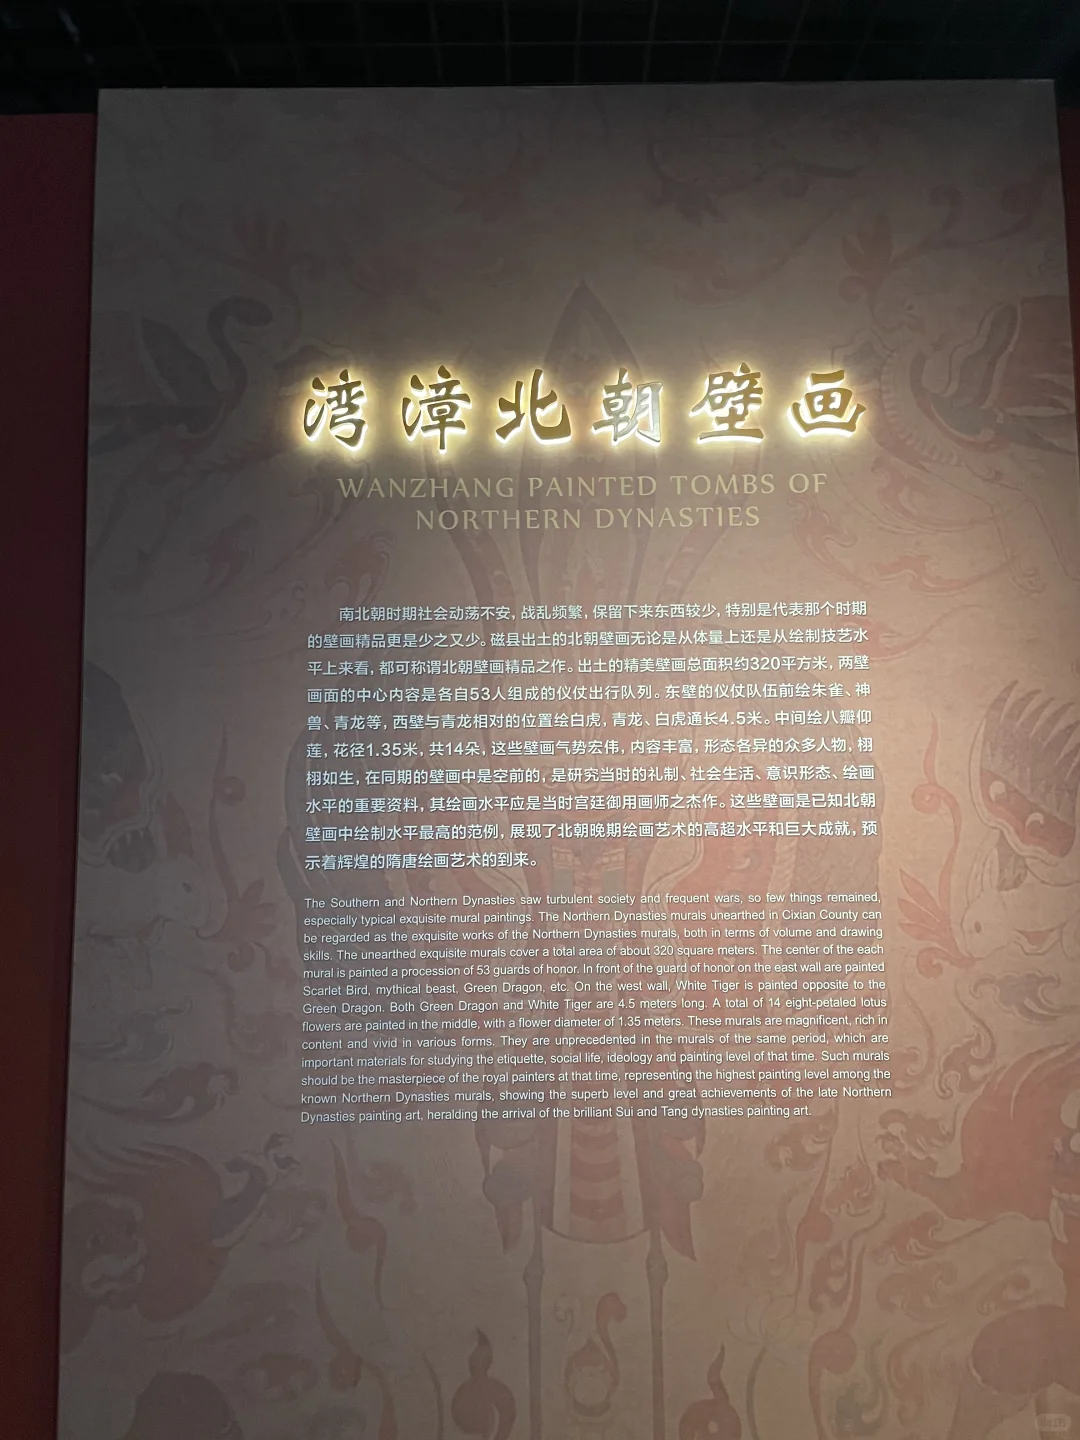 湾漳北朝壁画
WANZHANG PAINTED TOMBS OF
NORTHERN DYNASTIES
南北朝时期社会动荡不安，战乱频繁，保留下来东西较少，特别是代表那个时期
的壁画精品更是少之又少。磁县出土的北朝壁画无论是从体量上还是从绘制技艺水
平上来看，都可称谓北朝壁画精品之作。出土的精美壁画总面积约320平方米，两壁
画面的中心内容是各自53人组成的仪仗出行队列。东壁的仪仗队伍前绘朱雀、神
兽、青龙等，西壁与青龙相对的位置绘白虎，青龙、白虎通长4.5米。中间绘八瓣仰
莲，花径1.35米，共14朵，这些壁画气势宏伟，内容丰富，形态各异的众多人物，栩
栩如生，在同期的壁画中是空前的，是研究当时的礼制、社会生活、意识形态、绘画
水平的重要资料，其绘画水平应是当时宫廷御用画师之杰作。这些壁画是已知北朝
壁画中绘制水平最高的范例，展现了北朝晚期绘画艺术的高超水平和巨大成就，预
示着辉煌的隋唐绘画艺术的到来。
The Southern and Northern Dynasties saw turbulent society and frequent wars, so few things remained,
especially typical exquisite mural paintings. The Northern Dynasties murals unearthed in Cixian County can
be regarded as the exquisite works of the Northern Dynasties murals, both in terms of volume and drawing
skills. The unearthed exquisite murals cover a total area of about 320 square meters. The center of the each
mural is painted a procession of 53 guards of honor. In front of the guard of honor on the east wall are painted
Scarlet Bird, mythical beast, Green Dragon, etc. On the west wall, White Tiger is painted opposite to the
Green Dragon. Both Green Dragon and White Tiger are 4.5 meters long. A total of 14 eight-petaled lotus
flowers are painted in the middle, with a flower diameter of 1.35 meters. These murals are magnificent, rich in
content and vivid in various forms. They are unprecedented in the murals of the same period, which are
important materials for studying the etiquette, social life, ideology and painting level of that time. Such murals
should be the masterpiece of the royal painters at that time, representing the highest painting level among the
known Northern Dynasties murals, showing the superb level and great achievements of the late Northern
Dynasties painting art, heralding the arrival of the brilliant Sui and Tang dynasties painting art.